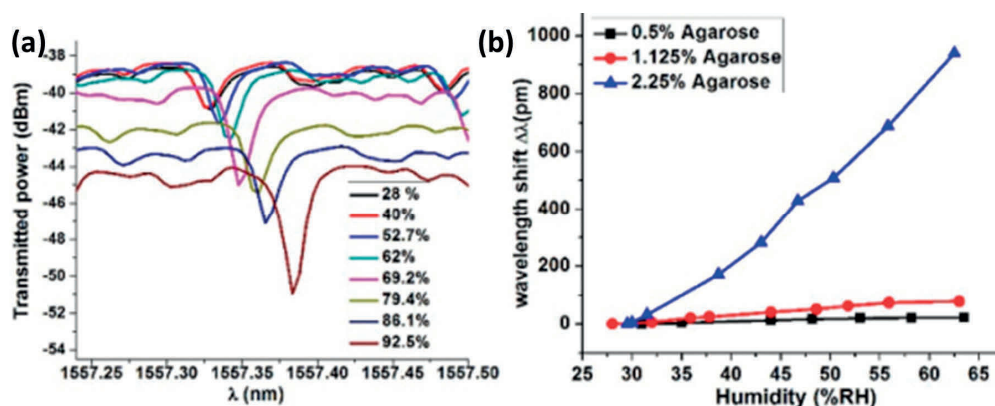 (a)
Transmitted power (dBm)
-38
-40
-42
-44
-46
-48
-50
-52
-54
28 %
40%
52.7%
62%
69.2%
79.4%
86.1%
92.5%
1557.25 1557.30 1557.35 1557.40 1557.45 1557.50
λ (nm)
(b)
wavelength shift Δλ(pm)
1000
800
600
400
200
0
0.5% Agarose
1.125% Agarose
2.25% Agarose
25 30 35 40 45 50 55 60 65
Humidity (%RH)